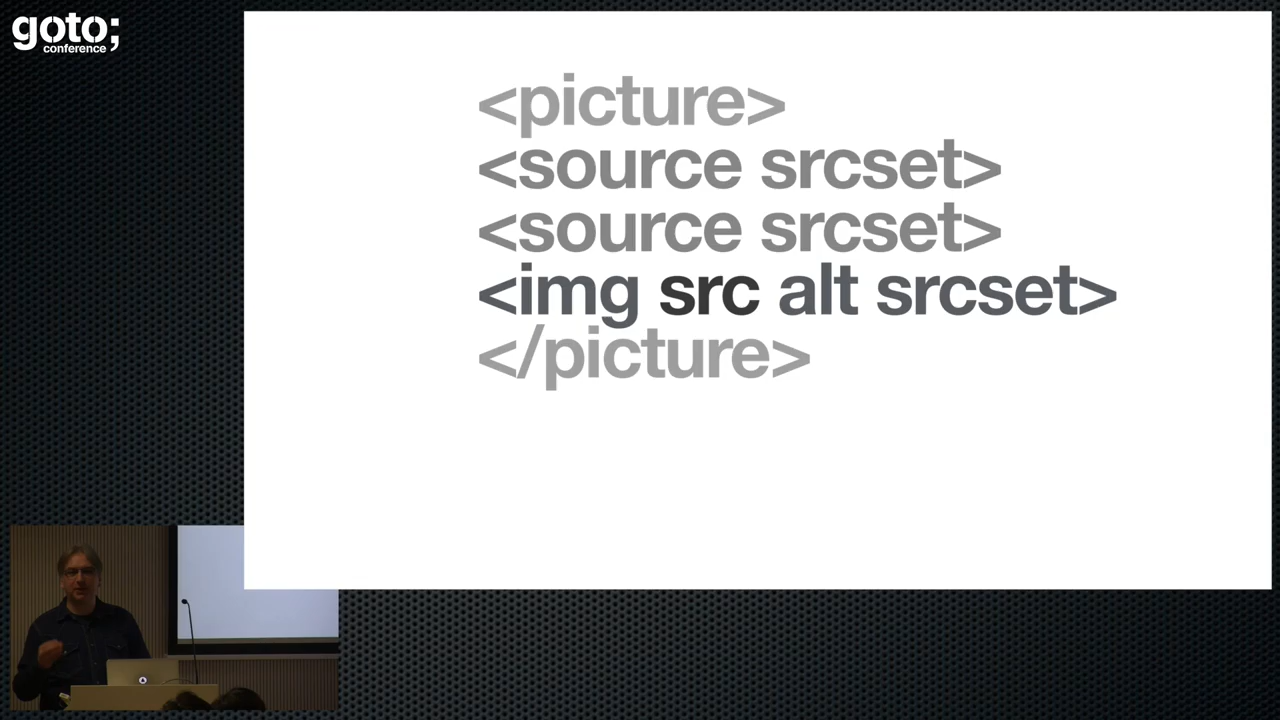 goto;
conference
<picture>
<source srcset>
<source srcset>
<img src alt srcset>
</picture>